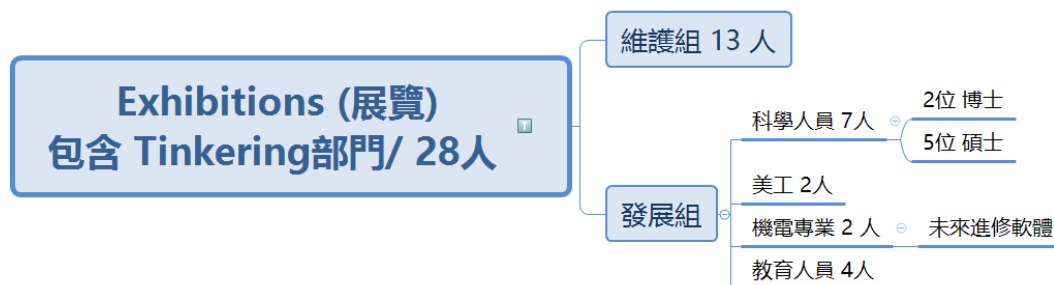 Exhibitions (展覽)
包含 Tinkering部門/ 28人
T
維護組 13 人
發展組
科學人員 7人
2位 博士
5位 碩士
美工 2人
機電專業 2 人
未來進修軟體
教育人員 4人